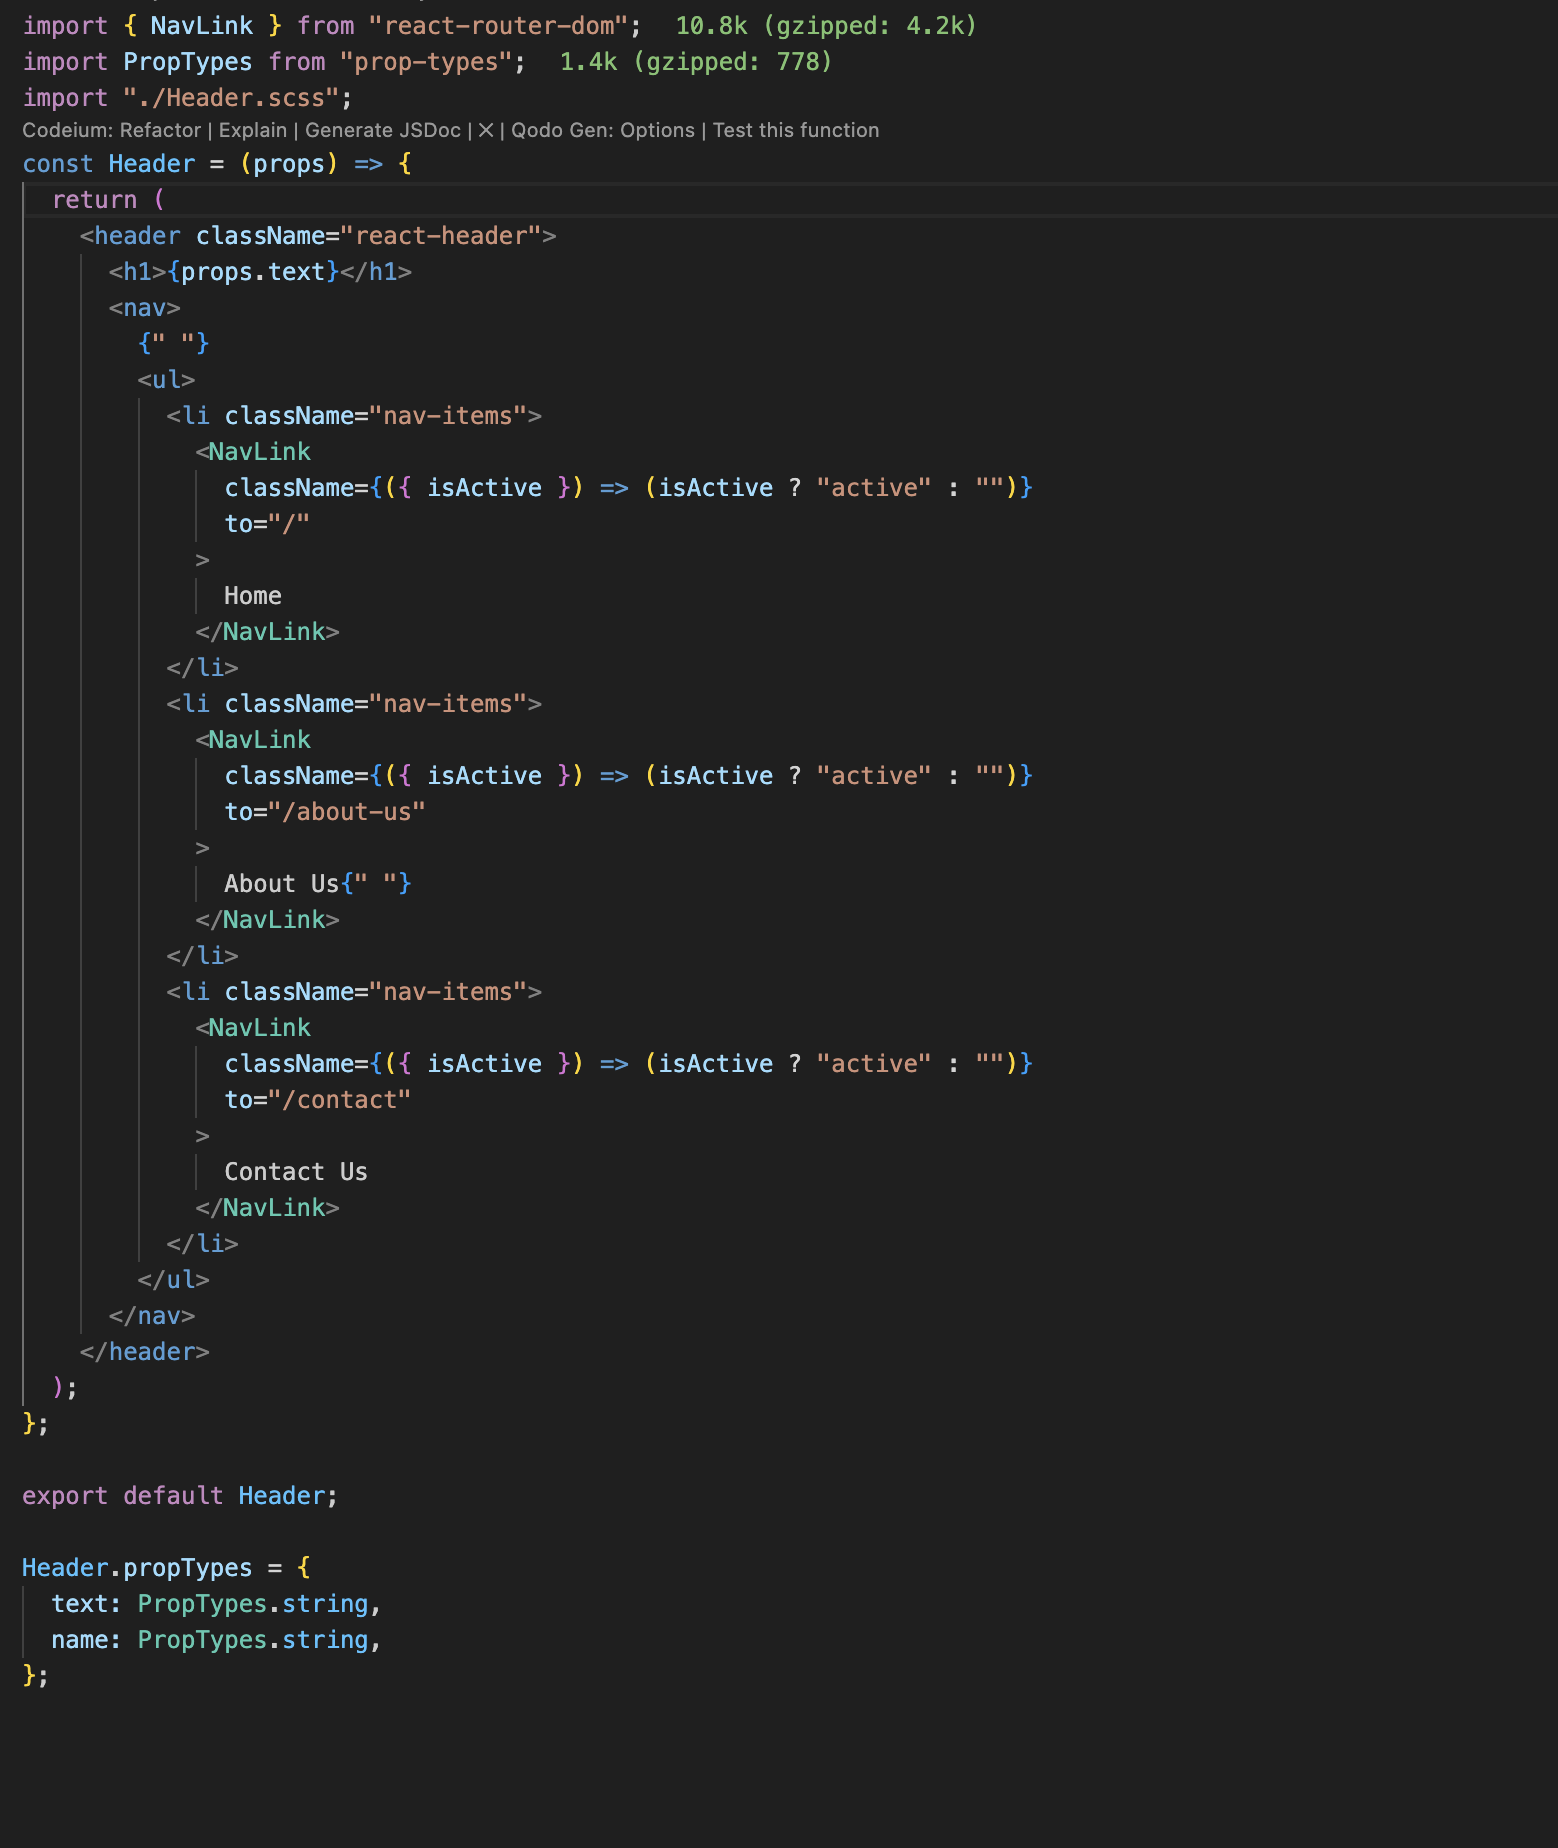 import { NavLink } from "react-router-dom";  10.8k (gzipped: 4.2k)
import PropTypes from "prop-types";  1.4k (gzipped: 778)
import "./Header.scss";
Codeium: Refactor | Explain | Generate JSDoc | × | Qodo Gen: Options | Test this function
const Header = (props) => {
  return (
    <header className="react-header">
      <h1>{props.text}</h1>
      <nav>
        {" "}
        <ul>
          <li className="nav-items">
            <NavLink
              className={({ isActive }) => (isActive ? "active" : "")}
              to="/"
            >
              Home
            </NavLink>
          </li>
          <li className="nav-items">
            <NavLink
              className={({ isActive }) => (isActive ? "active" : "")}
              to="/about-us"
            >
              About Us{" "}
            </NavLink>
          </li>
          <li className="nav-items">
            <NavLink
              className={({ isActive }) => (isActive ? "active" : "")}
              to="/contact"
            >
              Contact Us
            </NavLink>
          </li>
        </ul>
      </nav>
    </header>
  );
};

export default Header;

Header.propTypes = {
  text: PropTypes.string,
  name: PropTypes.string,
};